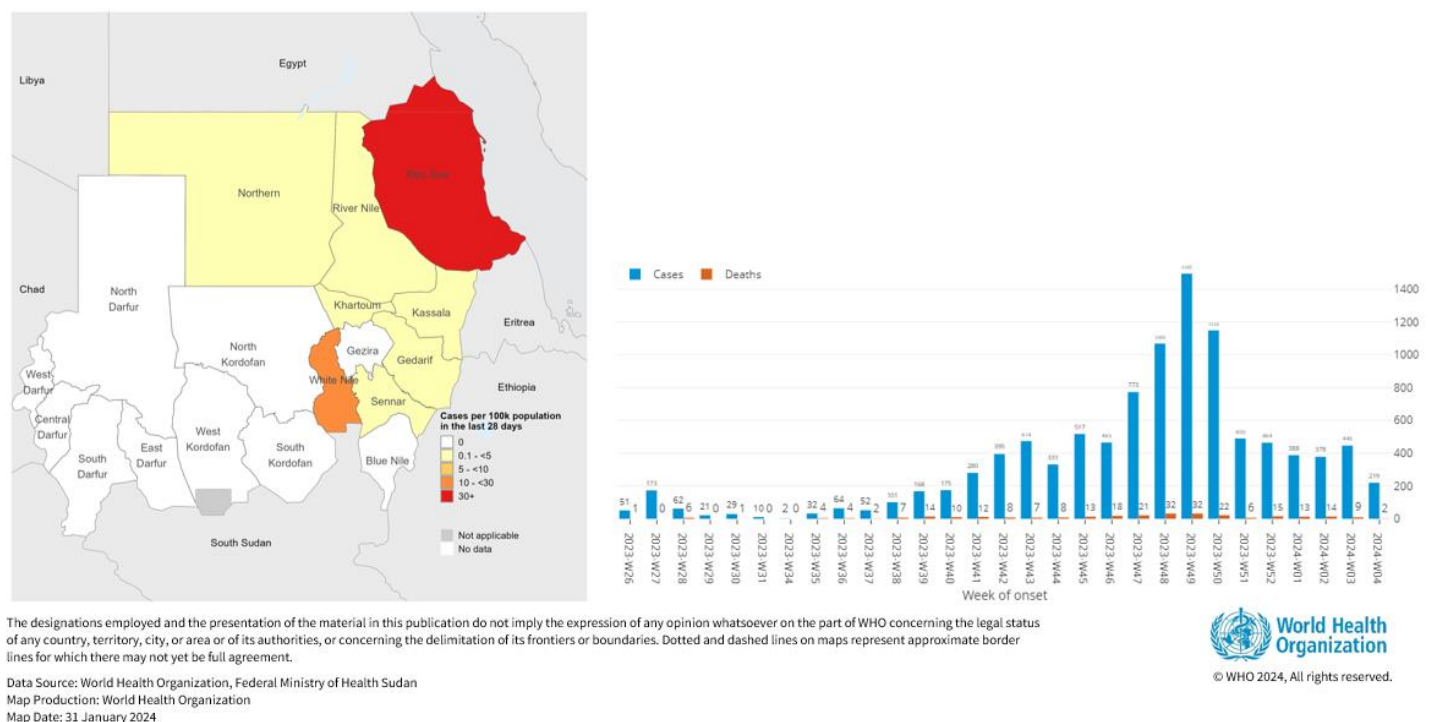 Egypt
Libya
Red Sea
Northern
River Nile
North
Darfur
Chad
Khartoum
Kassala
Eritrea
North
Kordofan
Gezira
Gedarif
West
Darfur
White Nile
Ethiopia
Sennar
Central
Darfur
West
Kordofan
South
Darfur
East
Darfur
South
Kordofan
Blue Nile
South Sudan
Cases per 100k population
in the last 28 days
0
0.1 - <5
5 - <10
10 - <30
30+
Not applicable
No data
Cases Deaths
1400
1200
1000
800
600
400
200
0
51 1
173 0
62 6
21 0
29 1
10 0
2 0
32 4
64 4
52 2
101 7
168 14
175 10
280 12
395 8
474 7
331 8
517 13
465 18
773 21
32
32
22
6
464 15
388 13
378 14
446 9
219 2
2023-W26
2023-W27
2023-W28
2023-W29
2023-W30
2023-W31
2023-W34
2023-W35
2023-W36
2023-W37
2023-W38
2023-W39
2023-W40
2023-W41
2023-W42
2023-W43
2023-W44
2023-W45
2023-W46
2023-W47
2023-W48
2023-W49
2023-W50
2023-W51
2023-W52
2024-W01
2024-W02
2024-W03
2024-W04
Week of onset
The designations employed and the presentation of the material in this publication do not imply the expression of any opinion whatsoever on the part of WHO concerning the legal status
of any country, territory, city, or area or of its authorities, or concerning the delimitation of its frontiers or boundaries. Dotted and dashed lines on maps represent approximate border
lines for which there may not yet be full agreement.
Data Source: World Health Organization, Federal Ministry of Health Sudan
Map Production: World Health Organization
Map Date: 31 January 2024
World Health
Organization
© WHO 2024, All rights reserved.